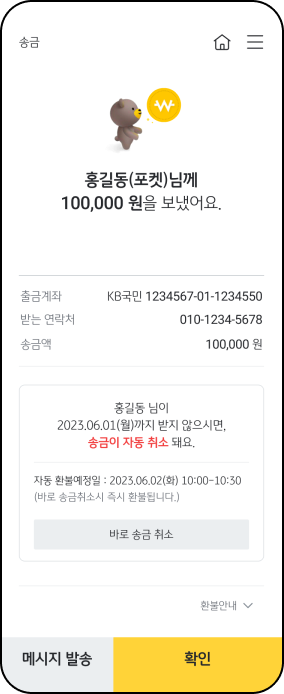 송금
홍길동(포켓)님께
100,000 원을 보냈어요.
출금계좌 KB국민 1234567-01-1234550
받는 연락처 010-1234-5678
송금액 100,000 원
홍길동 님이
2023.06.01(월)까지 받지 않으시면,
송금이 자동 취소 돼요.
자동 환불예정일 : 2023.06.02(화) 10:00~10:30
(바로 송금취소시 즉시 환불됩니다.)
바로 송금 취소
환불안내
메시지 발송 확인